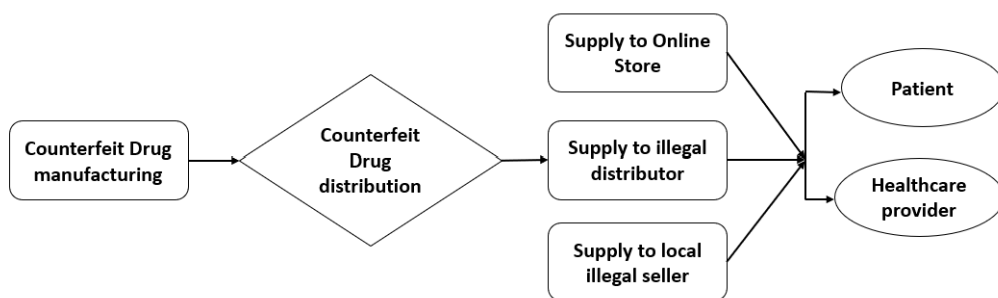 Counterfeit Drug
manufacturing
Counterfeit
Drug
distribution
Supply to Online
Store
Supply to illegal
distributor
Supply to local
illegal seller
Patient
Healthcare
provider